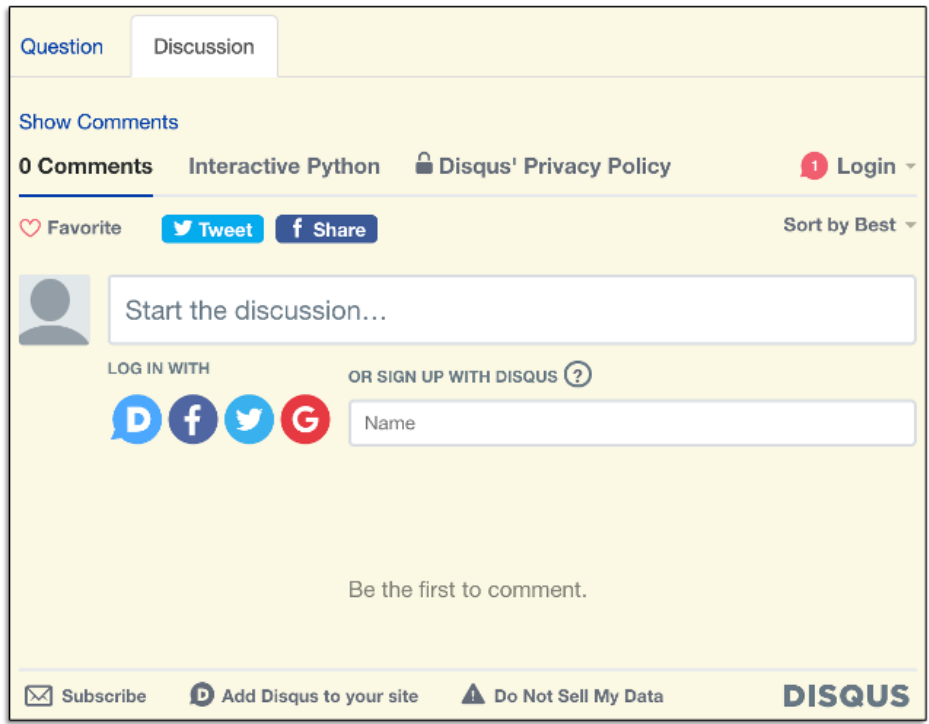 Question Discussion
Show Comments
0 Comments Interactive Python Disqus' Privacy Policy 1 Login
Favorite Tweet f Share Sort by Best
Start the discussion...
LOG IN WITH OR SIGN UP WITH DISQUS ?
D f G Name
Be the first to comment.
Subscribe D Add Disqus to your site Do Not Sell My Data DISQUS